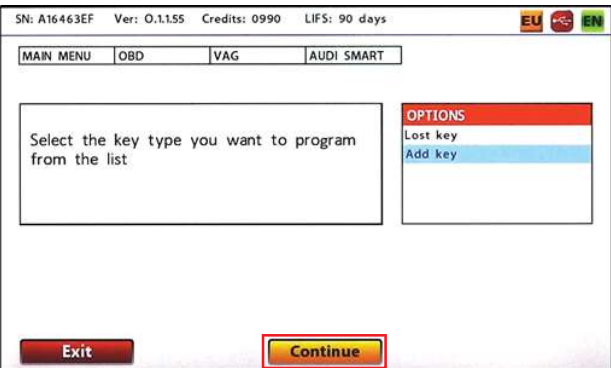 SN: A16463EF Ver: O.1.1.55 Credits: 0990 LIFS: 90 days EU EN
MAIN MENU OBD VAG AUDI SMART
OPTIONS
Select the key type you want to program
from the list
Lost key
Add key
Exit Continue